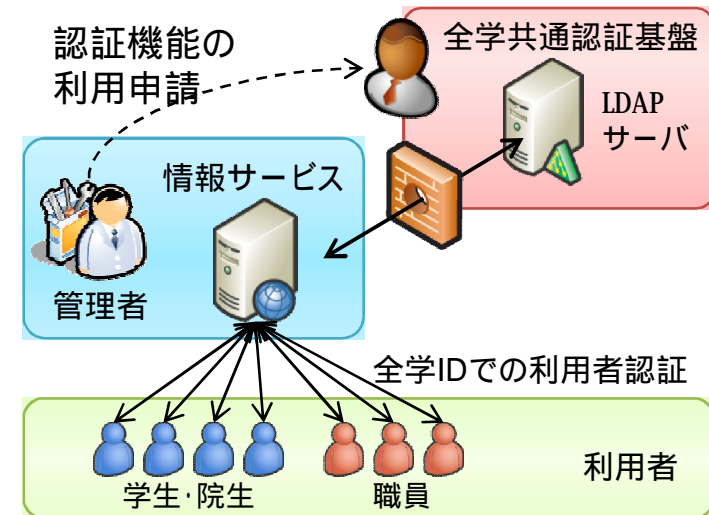 認証機能の
利用申請
全学共通認証基盤
LDAP
サーバ
情報サービス
管理者
全学IDでの利用者認証
学生・院生
職員
利用者